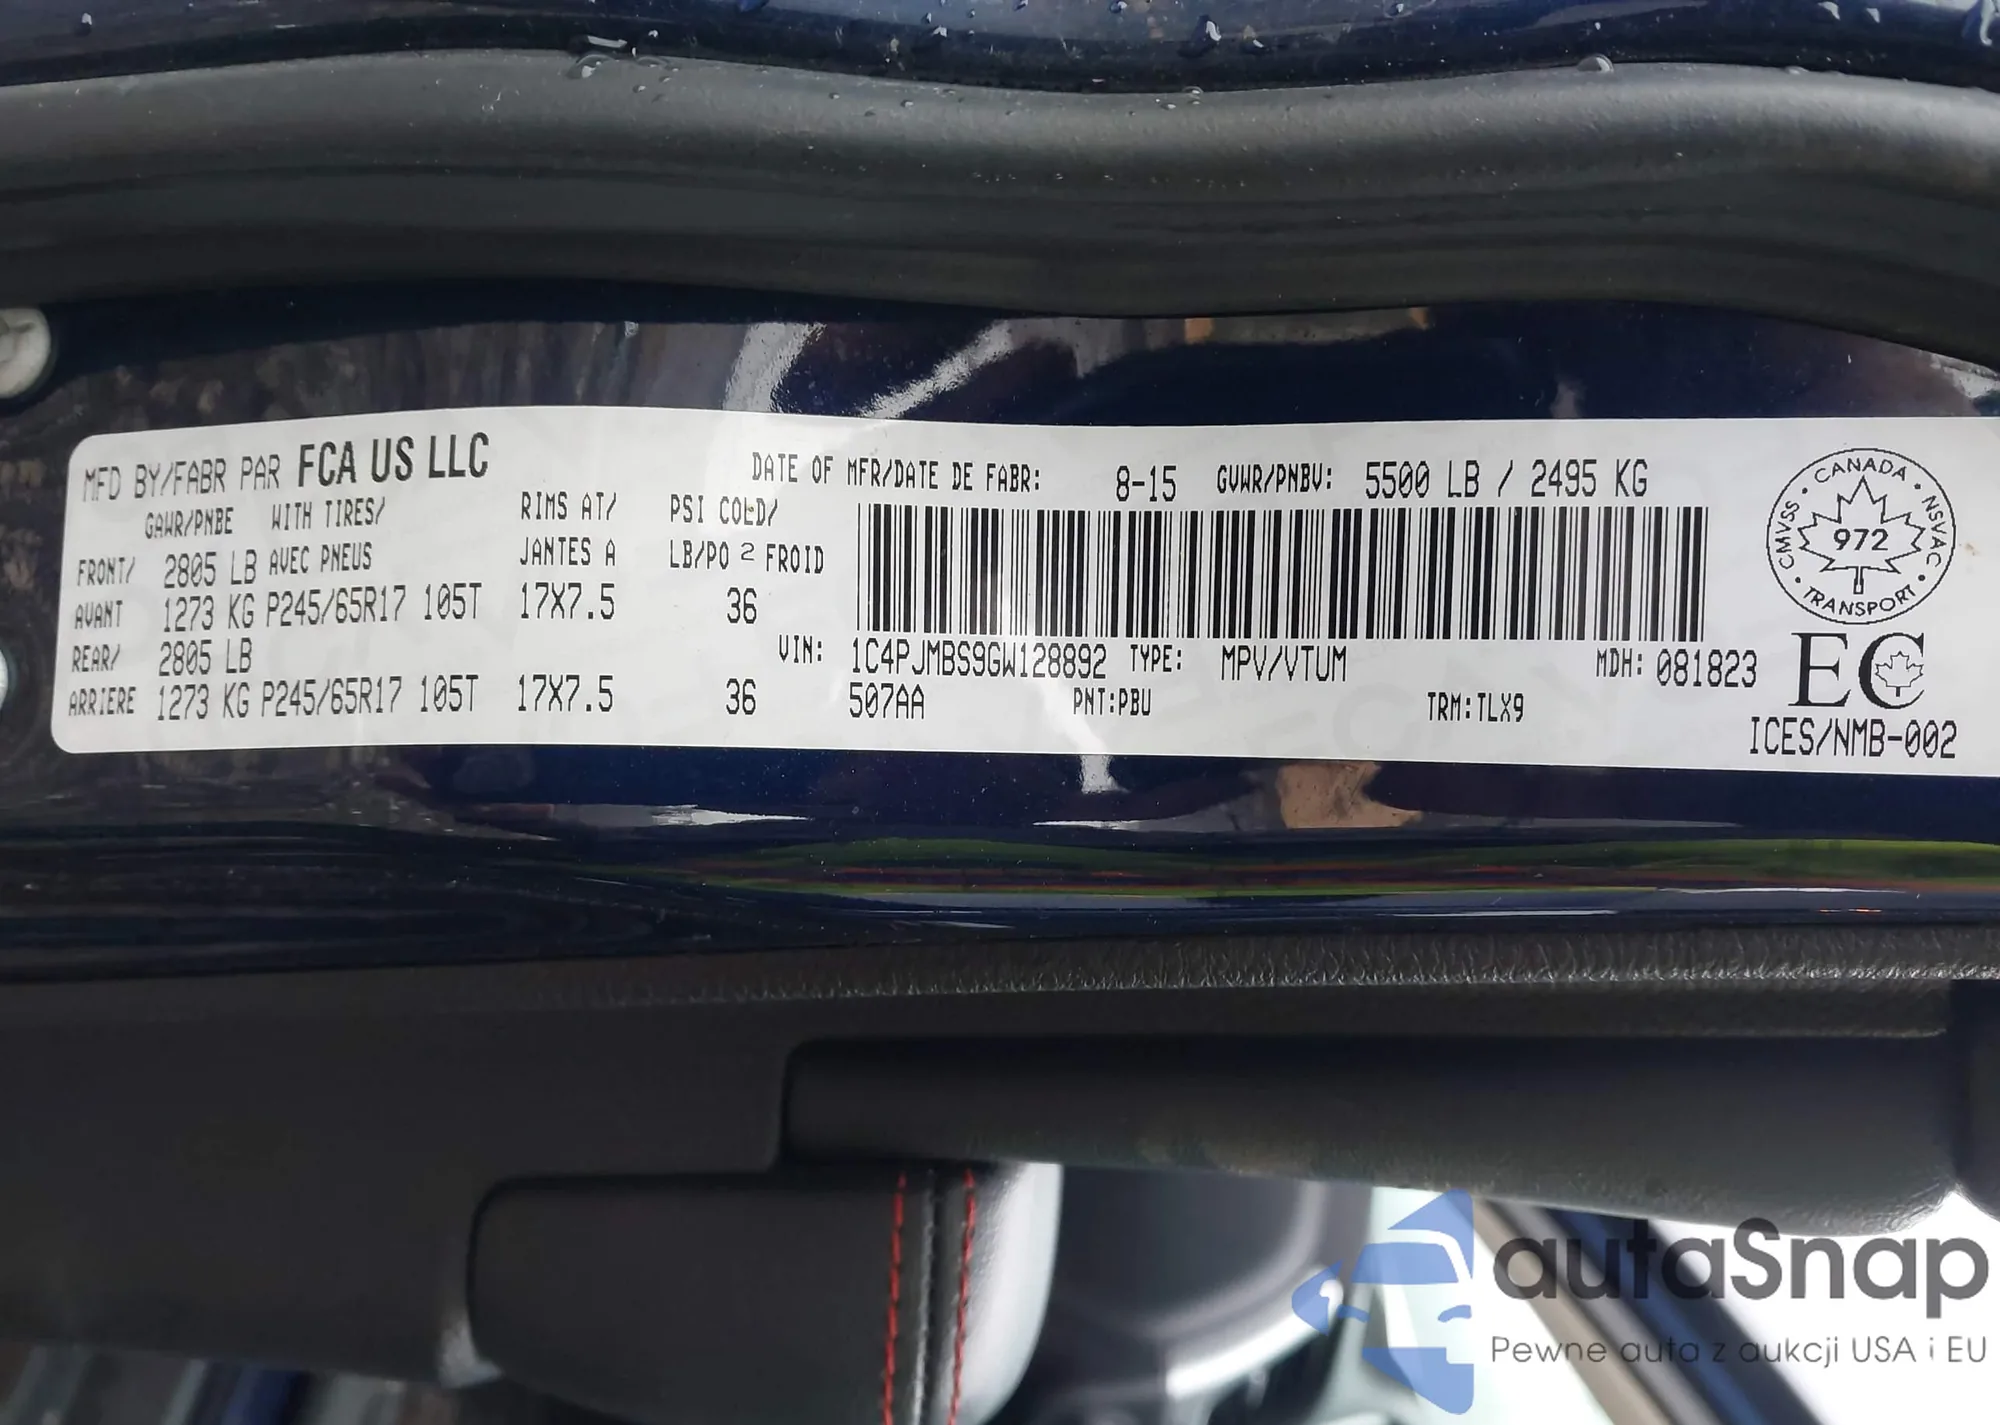 MFD BY/FABR PAR FCA US LLC
DATE OF MFR/DATE DE FABR: 8-15 GVWR/PNBV: 5500 LB / 2495 KG
GAWR/PNBE WITH TIRES/ RIMS AT/ PSI COLD/
FRONT/ 2805 LB AVEC PNEUS JANTES A LB/PO 2 FROID
AVANT 1273 KG P245/65R17 105T 17X7.5 36
REAR/ 2805 LB
ARRIERE 1273 KG P245/65R17 105T 17X7.5 36
VIN: 1C4PJMBS9GW128892 TYPE: MPV/VTUM MDH: 081823
507AA PNT:PBU TRM:TLX9
CANADA
CMVSS • NSVAC
972
TRANSPORT
EC
ICES/NMB-002
autaSnap
Pewne auta z aukcji USA i EU